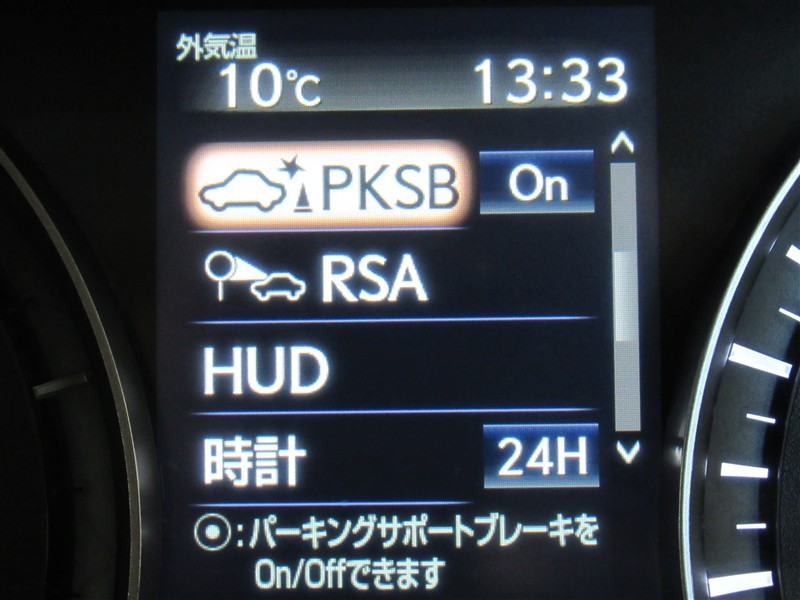 外気温
10℃ 13:33
PKSB On
RSA
HUD
時計 24H
⦿:パーキングサポートブレーキを
On/Offできます